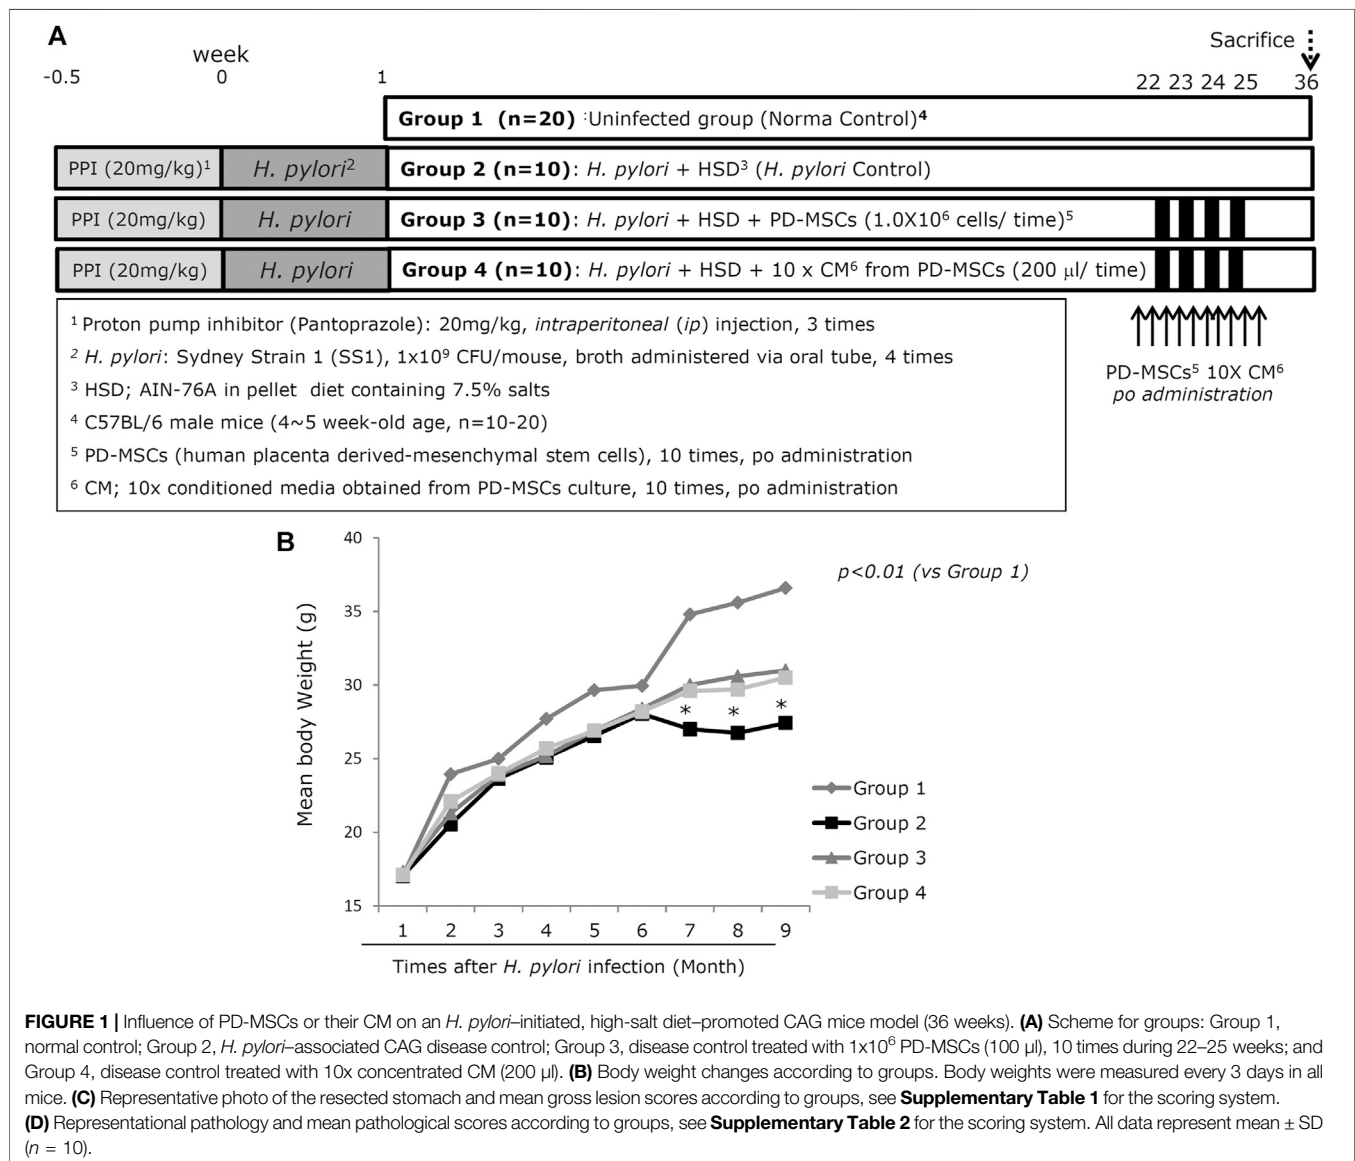 A
week
Sacrifice
-0.5 0 1 22 23 24 25 36
Group 1 (n=20) :Uninfected group (Norma Control)⁴
PPI (20mg/kg)¹ H. pylori² Group 2 (n=10): H. pylori + HSD³ (H. pylori Control)
PPI (20mg/kg) H. pylori Group 3 (n=10): H. pylori + HSD + PD-MSCs (1.0X10⁶ cells/ time)⁵
PPI (20mg/kg) H. pylori Group 4 (n=10): H. pylori + HSD + 10 x CM⁶ from PD-MSCs (200 µl/ time)
¹ Proton pump inhibitor (Pantoprazole): 20mg/kg, intraperitoneal (ip) injection, 3 times
² H. pylori: Sydney Strain 1 (SS1), 1x10⁹ CFU/mouse, broth administered via oral tube, 4 times
³ HSD; AIN-76A in pellet diet containing 7.5% salts
⁴ C57BL/6 male mice (4~5 week-old age, n=10-20)
⁵ PD-MSCs (human placenta derived-mesenchymal stem cells), 10 times, po administration
⁶ CM; 10x conditioned media obtained from PD-MSCs culture, 10 times, po administration
PD-MSCs⁵ 10X CM⁶
po administration
B
p<0.01 (vs Group 1)
Mean body Weight (g)
40
35
30
25
20
15
* * *
Group 1
Group 2
Group 3
Group 4
1 2 3 4 5 6 7 8 9
Times after H. pylori infection (Month)
FIGURE 1 | Influence of PD-MSCs or their CM on an H. pylori–initiated, high-salt diet–promoted CAG mice model (36 weeks). (A) Scheme for groups: Group 1,
normal control; Group 2, H. pylori–associated CAG disease control; Group 3, disease control treated with 1x10⁶ PD-MSCs (100 µl), 10 times during 22–25 weeks; and
Group 4, disease control treated with 10x concentrated CM (200 µl). (B) Body weight changes according to groups. Body weights were measured every 3 days in all
mice. (C) Representative photo of the resected stomach and mean gross lesion scores according to groups, see Supplementary Table 1 for the scoring system.
(D) Representational pathology and mean pathological scores according to groups, see Supplementary Table 2 for the scoring system. All data represent mean ± SD
(n = 10).